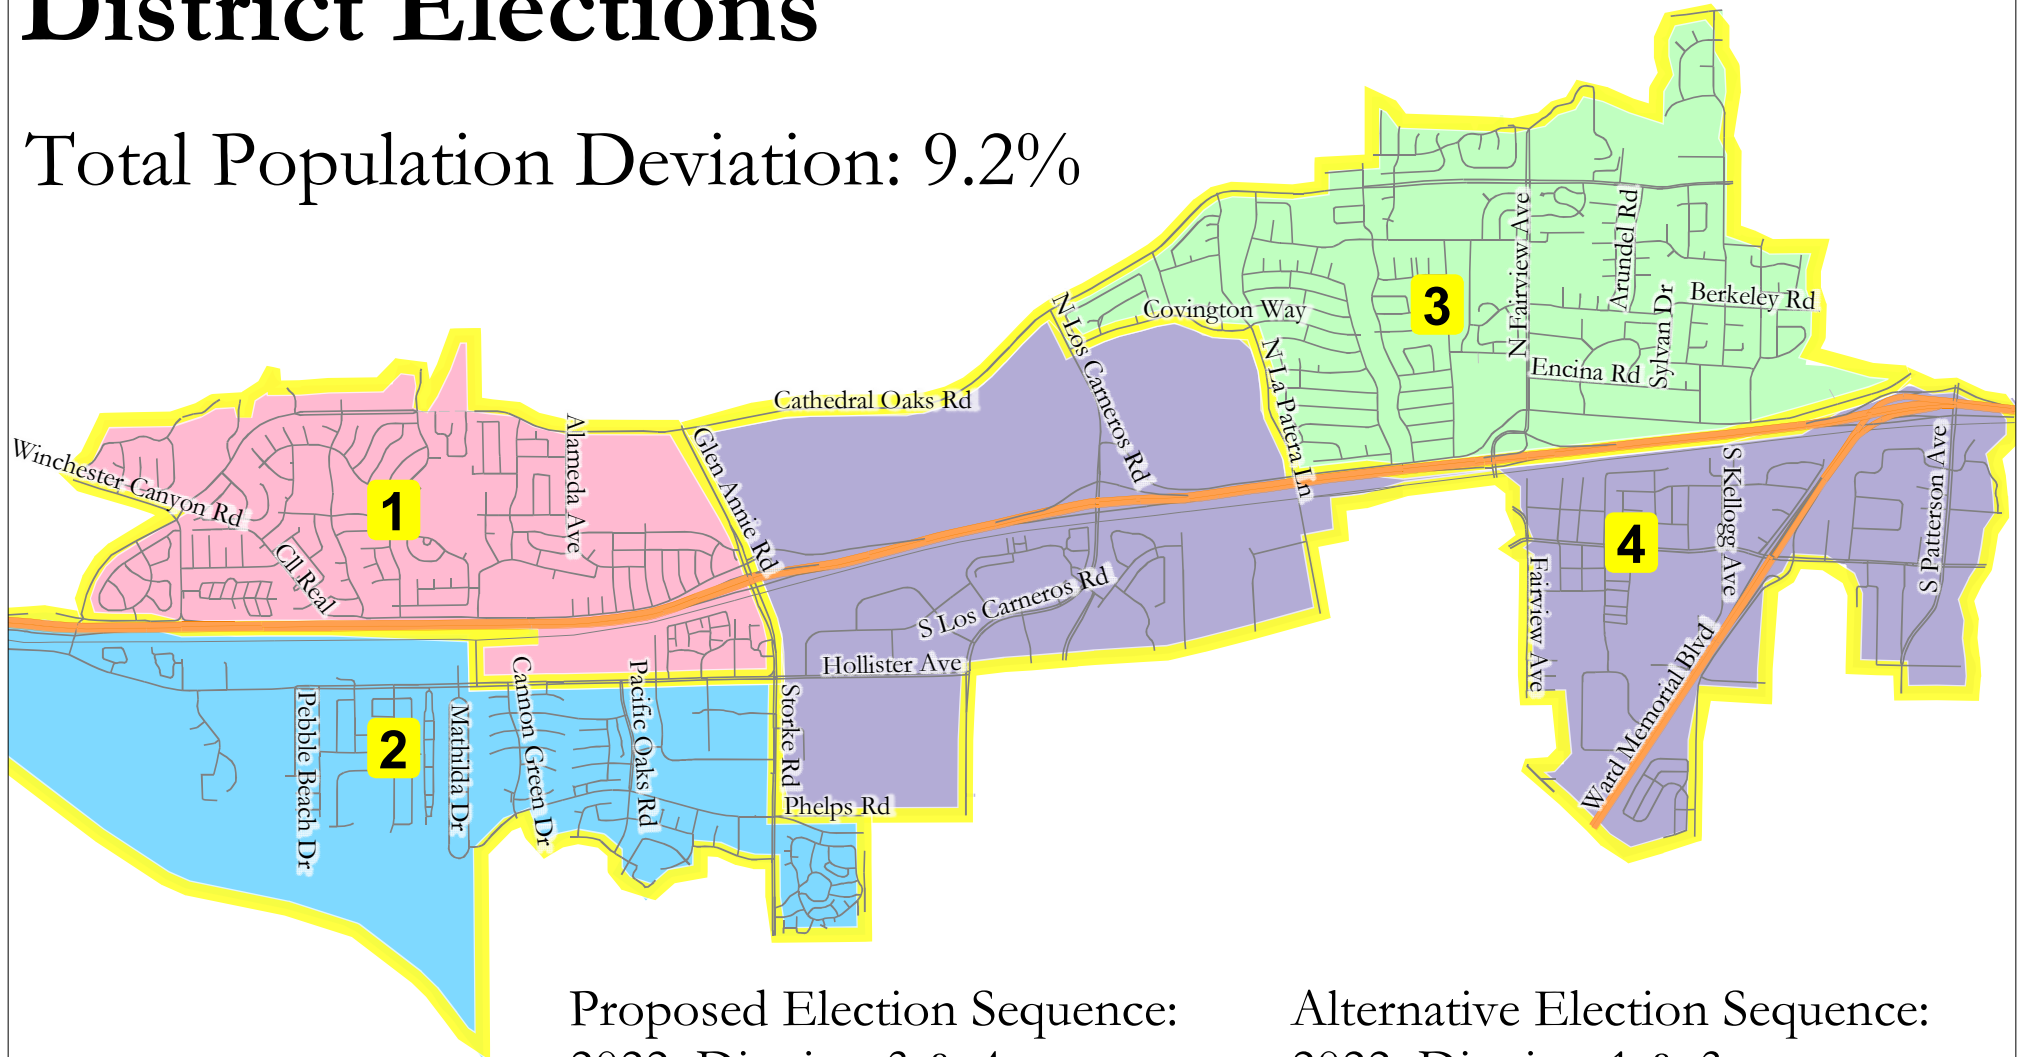 District Elections
Total Population Deviation: 9.2%
N Fairview Ave
Arundel Rd
Sylvan Dr
Berkeley Rd
Covington Way
3
N Los Carneros Rd
N La Patera Ln
Encina Rd
Cathedral Oaks Rd
Winchester Canyon Rd
1
Alameda Ave
Glen Annie Rd
Cll Real
S Kellogg Ave
S Patterson Ave
4
Fairview Ave
S Los Carneros Rd
Hollister Ave
Ward Memorial Blvd
Pebble Beach Dr
2
Mathilda Dr
Cannon Green Dr
Pacific Oaks Rd
Storke Rd
Phelps Rd
Proposed Election Sequence:
Alternative Election Sequence: